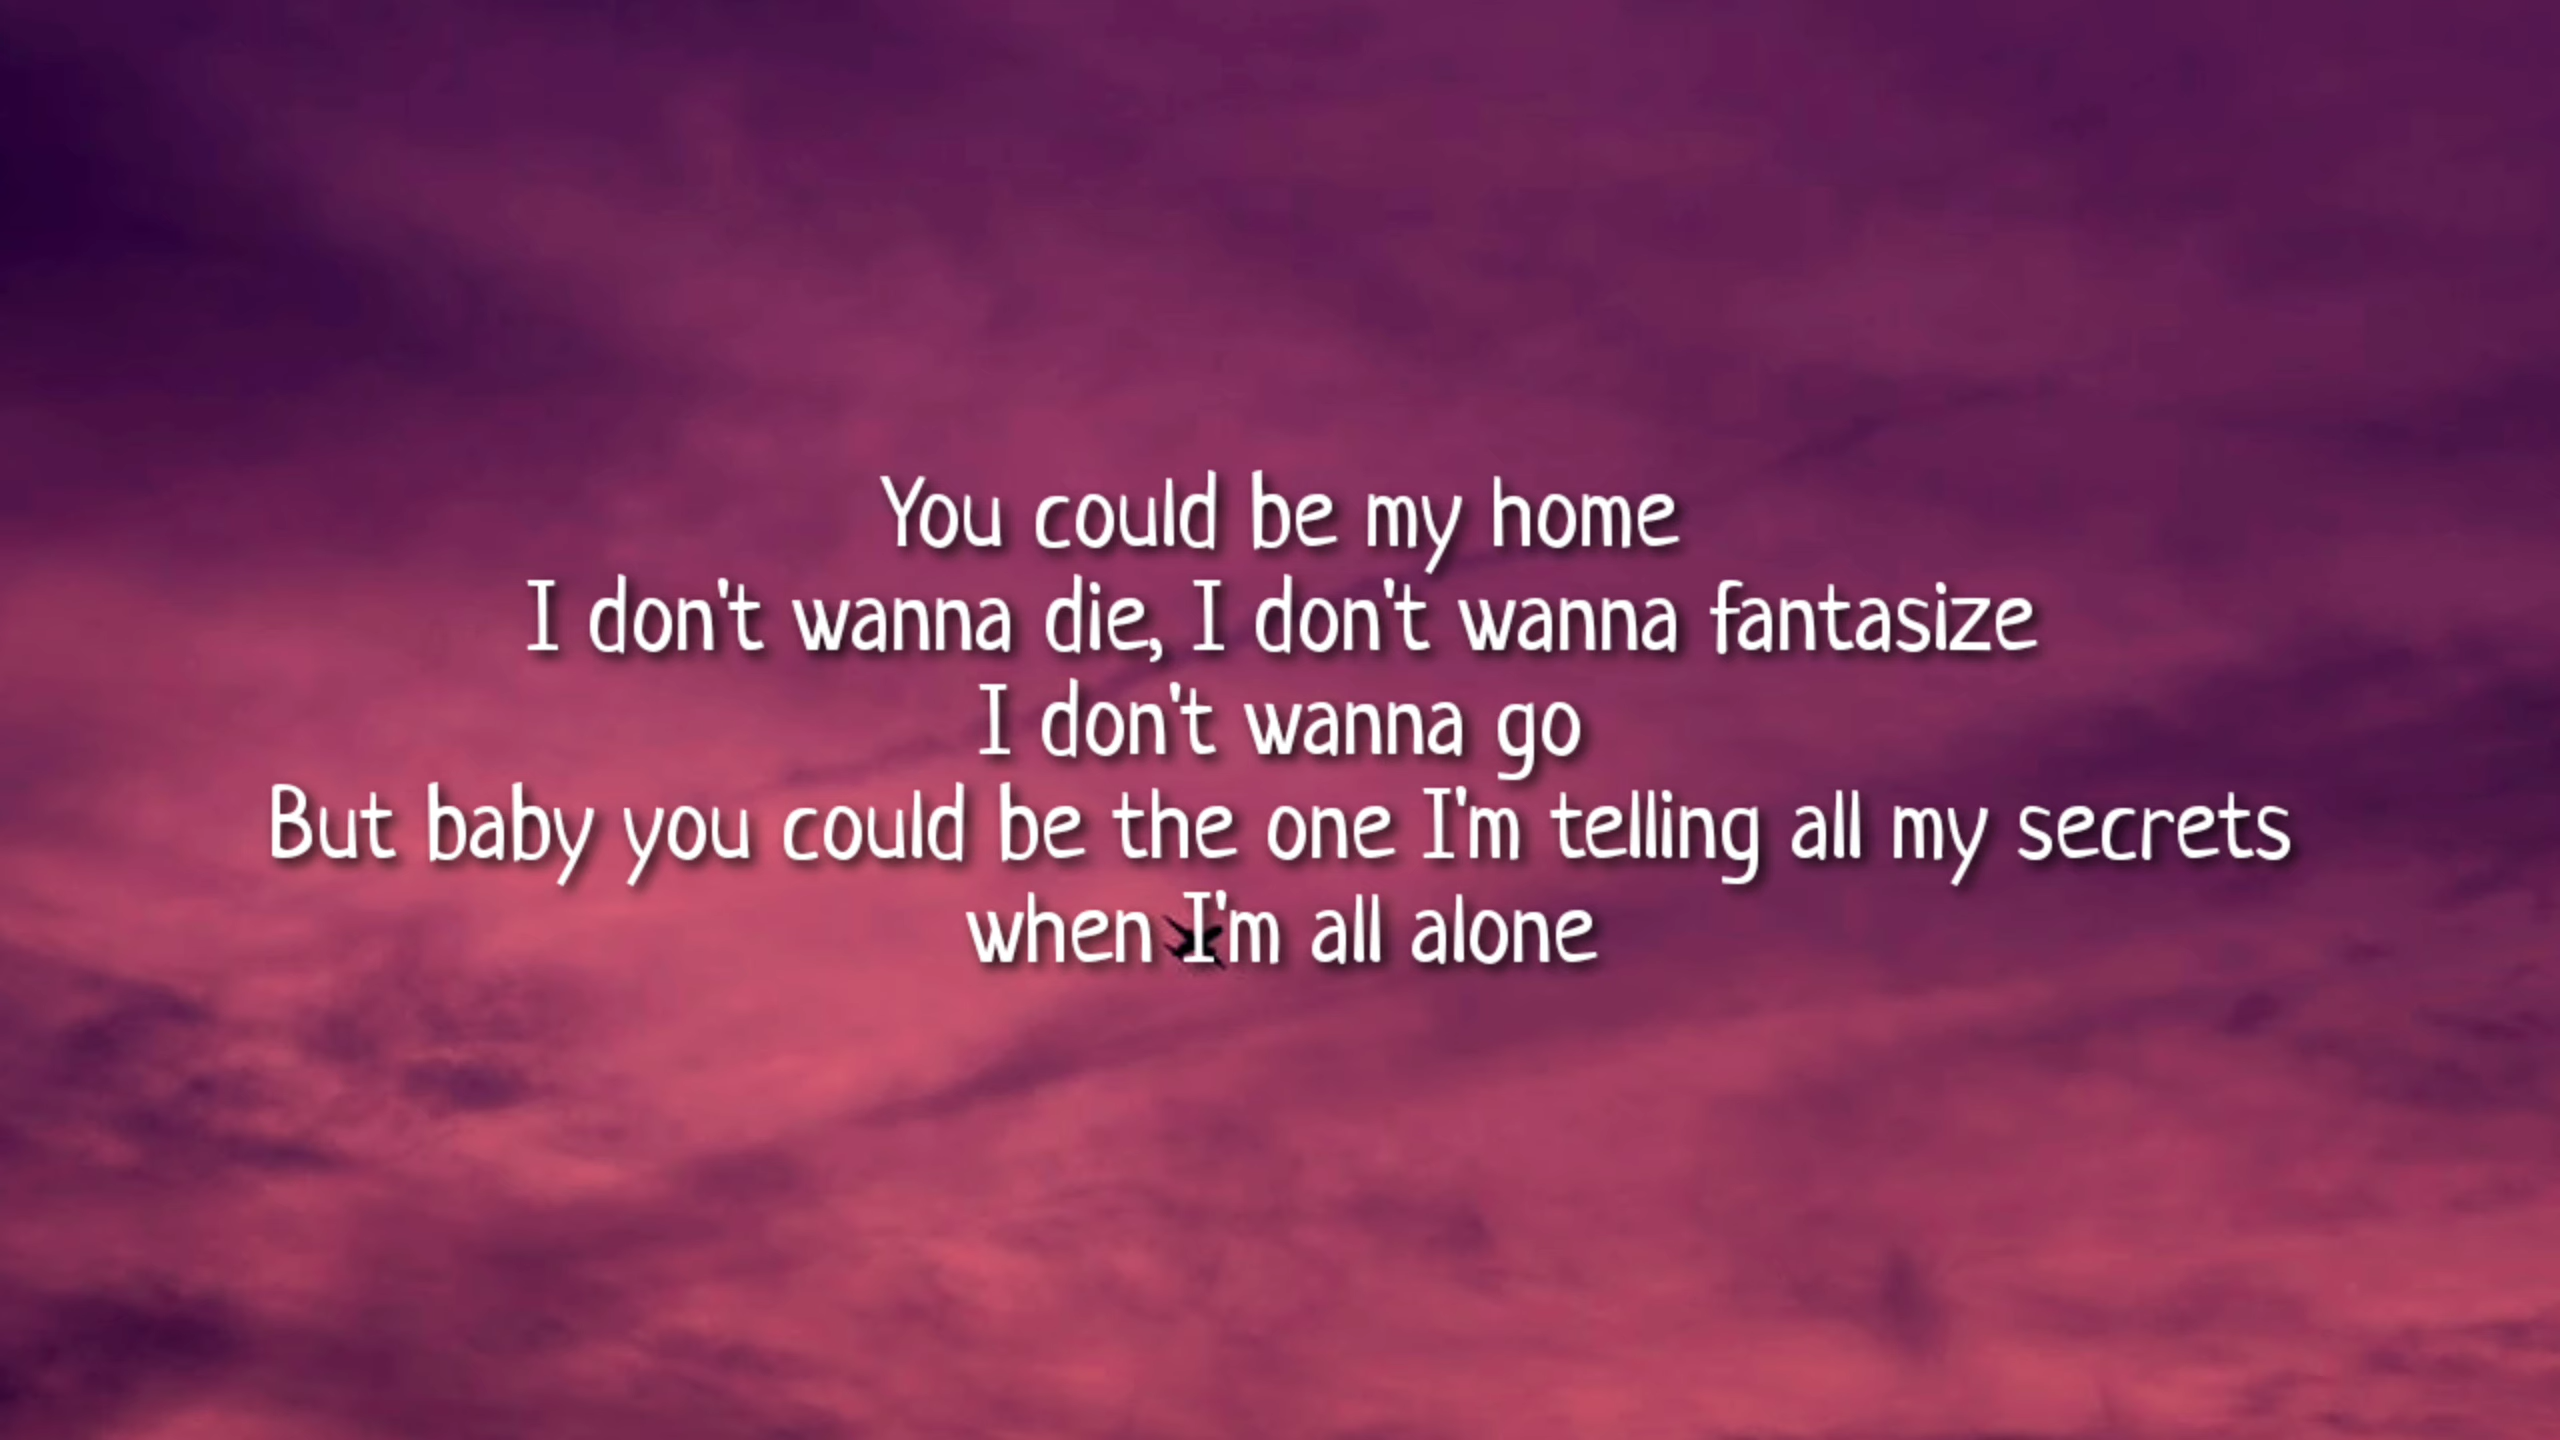 You could be my home
I don't wanna die, I don't wanna fantasize
I don't wanna go
But baby you could be the one I'm telling all my secrets
when I'm all alone